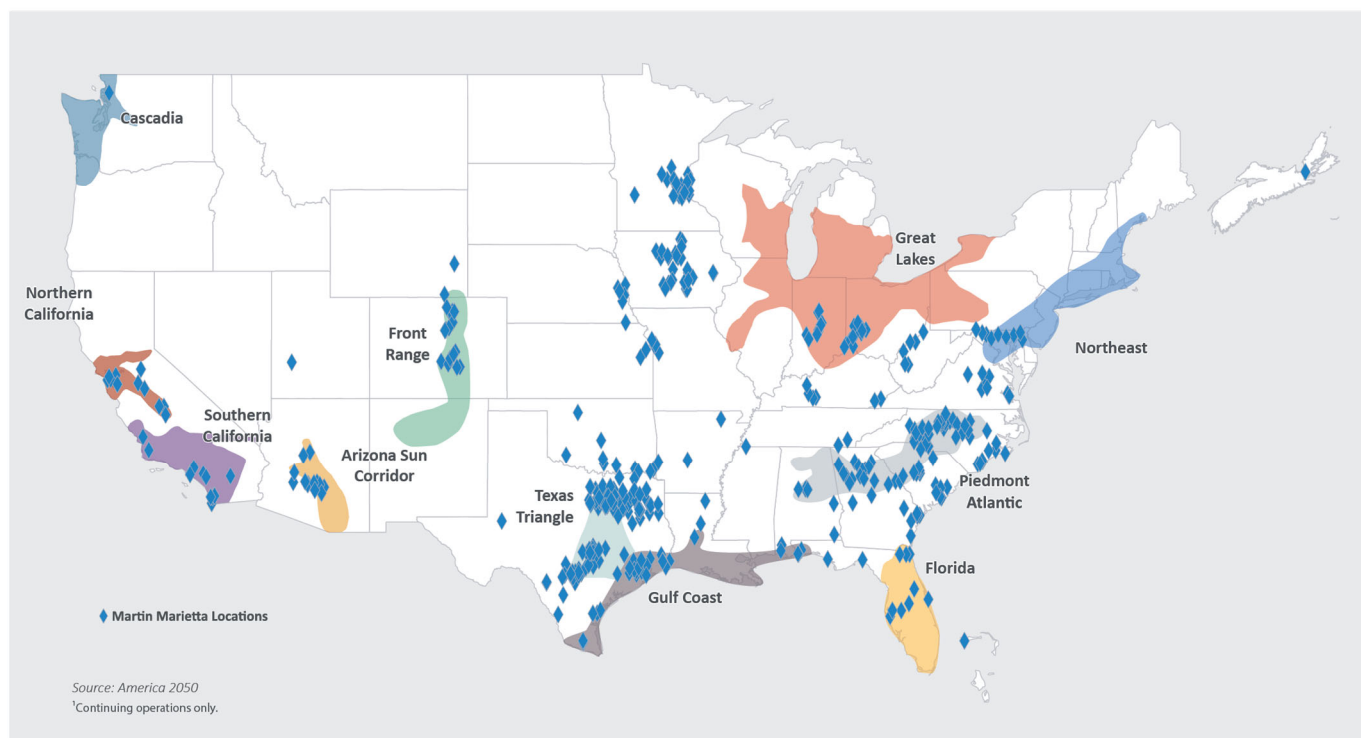 Cascadia
Great
Lakes
Northern
California
Front
Range
Northeast
Southern
California
Arizona Sun
Corridor
Texas
Triangle
Piedmont
Atlantic
Florida
Gulf Coast
Martin Marietta Locations
Source: America 2050
¹Continuing operations only.